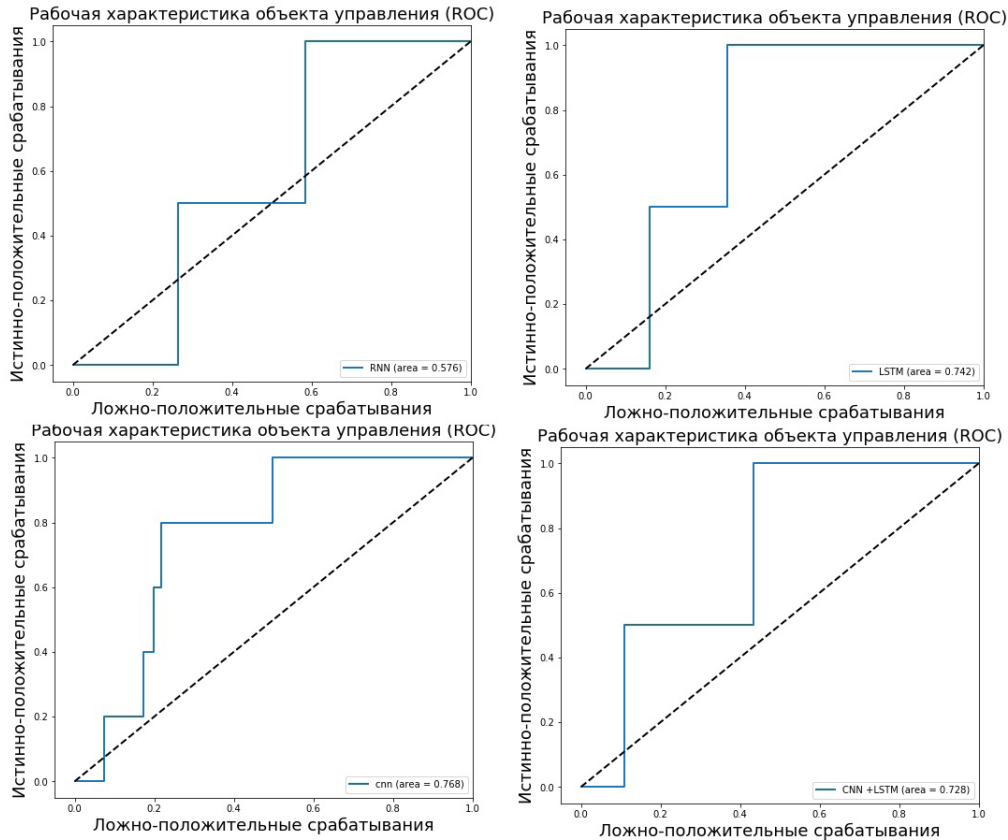 Рабочая характеристика объекта управления (ROC)
Истинно-положительные срабатывания
1.0
0.8
0.6
0.4
0.2
0.0
RNN (area = 0.576)
0.0 0.2 0.4 0.6 0.8 1.0
Ложно-положительные срабатывания
Рабочая характеристика объекта управления (ROC)
Истинно-положительные срабатывания
1.0
0.8
0.6
0.4
0.2
0.0
LSTM (area = 0.742)
0.0 0.2 0.4 0.6 0.8 1.0
Ложно-положительные срабатывания
Рабочая характеристика объекта управления (ROC)
Истинно-положительные срабатывания
1.0
0.8
0.6
0.4
0.2
0.0
cnn (area = 0.768)
0.0 0.2 0.4 0.6 0.8 1.0
Ложно-положительные срабатывания
Рабочая характеристика объекта управления (ROC)
Истинно-положительные срабатывания
1.0
0.8
0.6
0.4
0.2
0.0
CNN +LSTM (area = 0.728)
0.0 0.2 0.4 0.6 0.8 1.0
Ложно-положительные срабатывания